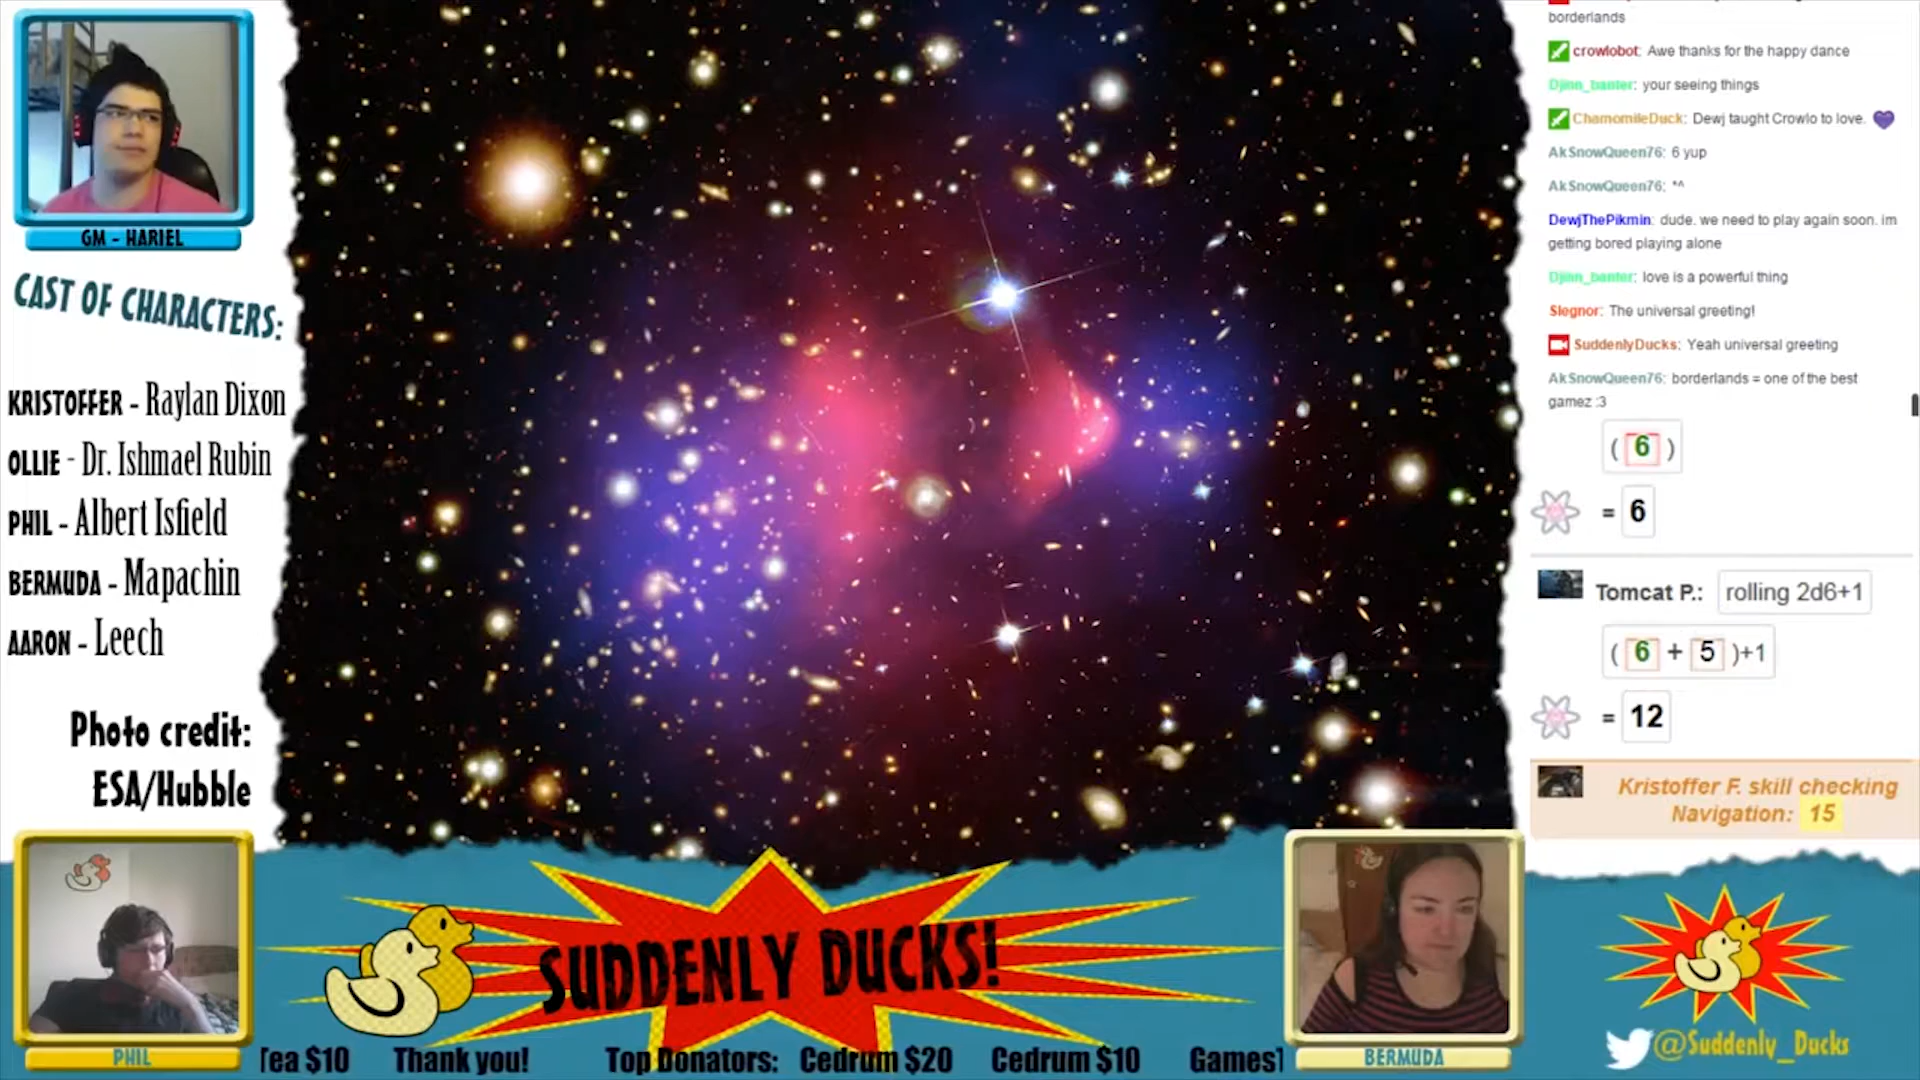 GM - HARIEL
CAST OF CHARACTERS:
KRISTOFFER - Raylan Dixon
OLLIE - Dr. Ishmael Rubin
PHIL - Albert Isfield
BERMUDA - Mapachin
AARON - Leech
Photo credit:
ESA/Hubble
PHIL
SUDDENLY DUCKS!
Tea $10 Thank you! Top Donators: Cedrum $20 Cedrum $10
BERMUDA
borderlands
crowlobot: Awe thanks for the happy dance
Djinn_banter: your seeing things
ChamomileDuck: Dewj taught Crowlo to love.
AkSnowQueen76: 6 yup
AkSnowQueen76: *^
DewjThePikmin: dude. we need to play again soon. im
getting bored playing alone
Djinn_banter: love is a powerful thing
Slegnor: The universal greeting!
SuddenlyDucks: Yeah universal greeting
AkSnowQueen76: borderlands = one of the best
gamez :3
( 6 )
= 6
Tomcat P.: rolling 2d6+1
( 6 + 5 )+1
= 12
Kristoffer F. skill checking
Navigation: 15
@Suddenly_Ducks